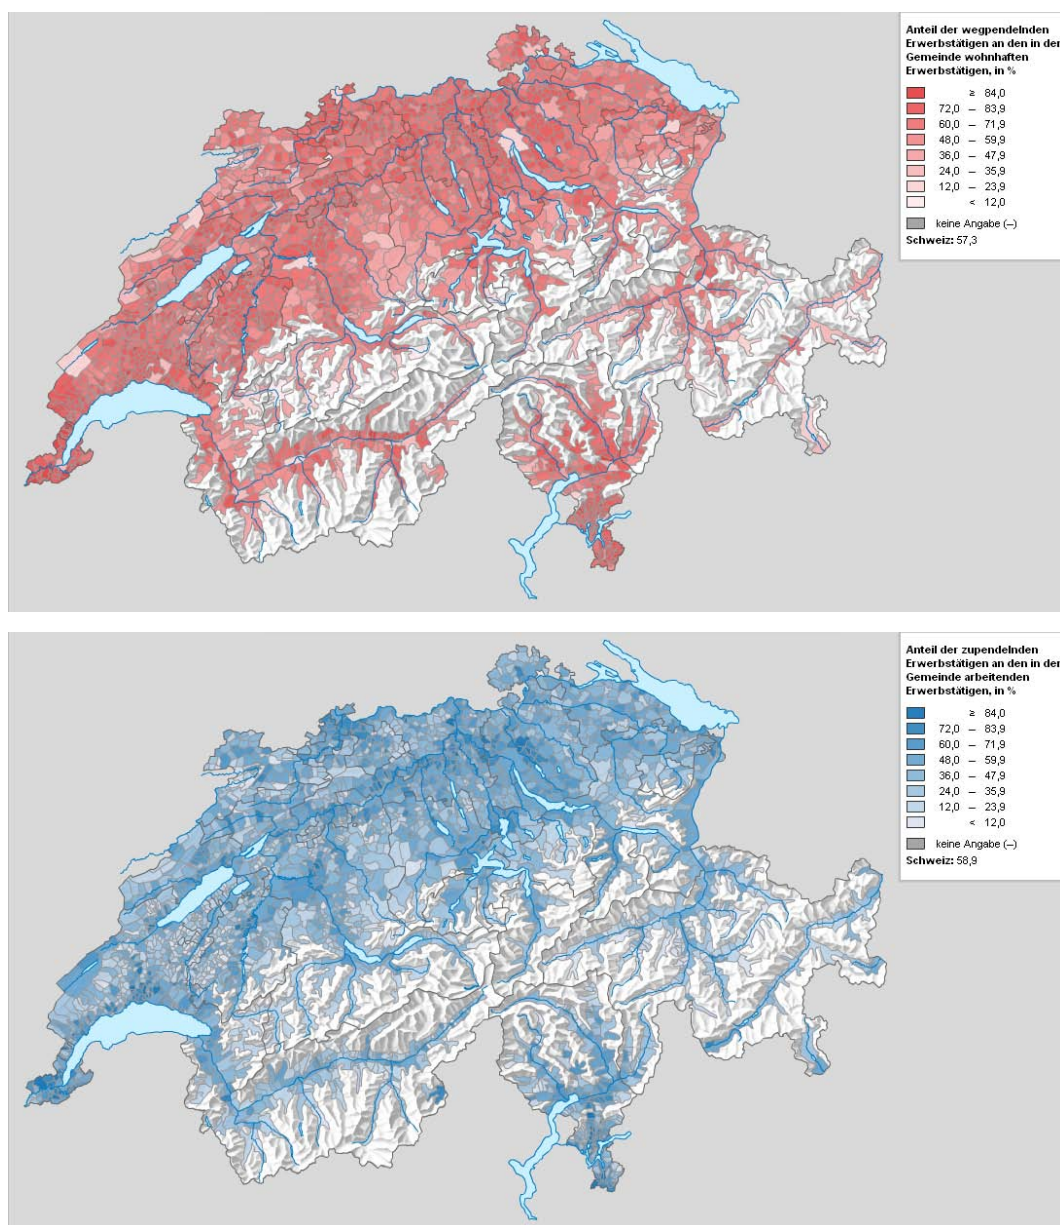 Anteil der wegpendelnden
Erwerbstätigen an den in der
Gemeinde wohnhaften
Erwerbstätigen, in %
≥ 84,0
72,0 – 83,9
60,0 – 71,9
48,0 – 59,9
36,0 – 47,9
24,0 – 35,9
12,0 – 23,9
< 12,0
keine Angabe (–)
Schweiz: 57,3
Anteil der zupendelnden
Erwerbstätigen an den in der
Gemeinde arbeitenden
Erwerbstätigen, in %
≥ 84,0
72,0 – 83,9
60,0 – 71,9
48,0 – 59,9
36,0 – 47,9
24,0 – 35,9
12,0 – 23,9
< 12,0
keine Angabe (–)
Schweiz: 58,9